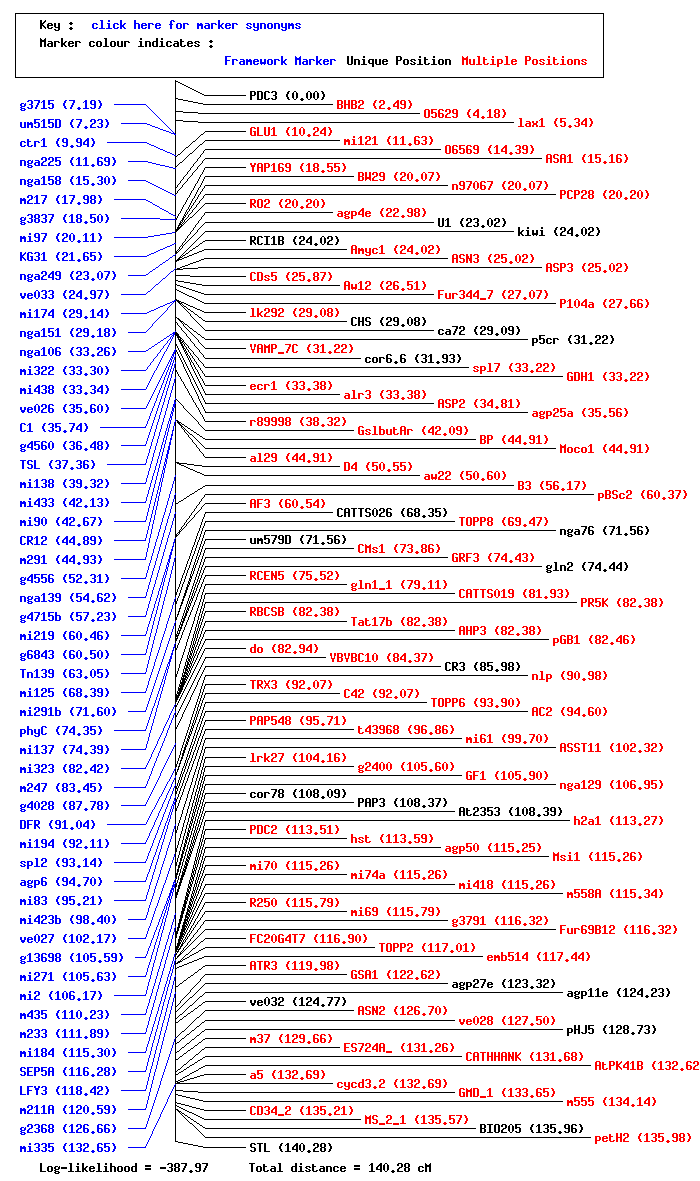 Key : click here for marker synonyms
Marker colour indicates :
Framework Marker Unique Position Multiple Positions
g3715 (7.19)
um515D (7.23)
ctr1 (9.94)
nga225 (11.69)
nga158 (15.30)
m217 (17.98)
g3837 (18.50)
mi97 (20.11)
KG31 (21.65)
nga249 (23.07)
ve033 (24.97)
mi174 (29.14)
nga151 (29.18)
nga106 (33.26)
mi322 (33.30)
mi438 (33.34)
ve026 (35.60)
C1 (35.74)
g4560 (36.48)
TSL (37.36)
mi138 (39.32)
mi433 (42.13)
mi90 (42.67)
CR12 (44.89)
m291 (44.93)
g4556 (52.31)
nga139 (54.62)
g4715b (57.23)
mi219 (60.46)
g6843 (60.50)
Tn139 (63.05)
mi125 (68.39)
mi291b (71.60)
phyC (74.35)
mi137 (74.39)
mi323 (82.42)
m247 (83.45)
g4028 (87.78)
DFR (91.04)
mi194 (92.11)
spl2 (93.14)
agp6 (94.70)
mi83 (95.21)
mi423b (98.40)
ve027 (102.17)
g13698 (105.59)
mi271 (105.63)
mi2 (106.17)
m435 (110.23)
m233 (111.89)
mi184 (115.30)
SEP5A (116.28)
LFY3 (118.42)
m211A (120.59)
g2368 (126.66)
mi335 (132.65)
PDC3 (0.00)
BHB2 (2.49)
O5629 (4.18)
lax1 (5.34)
GLU1 (10.24)
mi121 (11.63)
O6569 (14.39)
ASA1 (15.16)
YAP169 (18.55)
BW29 (20.07)
n97067 (20.07)
PCP28 (20.20)
RO2 (20.20)
agp4e (22.98)
U1 (23.02)
kiwi (24.02)
RCI1B (24.02)
Amyc1 (24.02)
ASN3 (25.02)
ASP3 (25.02)
CDs5 (25.87)
Aw12 (26.51)
Fur344_7 (27.07)
P104a (27.66)
lk292 (29.08)
CHS (29.08)
ca72 (29.09)
p5cr (31.22)
VAMP_7C (31.22)
cor6.6 (31.93)
spl7 (33.22)
GDH1 (33.22)
ecr1 (33.38)
alr3 (33.38)
ASP2 (34.81)
agp25a (35.56)
r89998 (38.32)
GslbutAr (42.09)
BP (44.91)
Moco1 (44.91)
al29 (44.91)
D4 (50.55)
aw22 (50.60)
B3 (56.17)
pBSc2 (60.37)
AF3 (60.54)
CATTS026 (68.35)
TOPP8 (69.47)
nga76 (71.56)
um579D (71.56)
CMs1 (73.86)
GRF3 (74.43)
gln2 (74.44)
RCEN5 (75.52)
gln1_1 (79.11)
CATTS019 (81.93)
PR5K (82.38)
RBCSB (82.38)
Tat17b (82.38)
AHP3 (82.38)
pGB1 (82.46)
do (82.94)
VBVBC10 (84.37)
CR3 (85.98)
nlp (90.98)
TRX3 (92.07)
C42 (92.07)
TOPP6 (93.90)
AC2 (94.60)
PAP548 (95.71)
t43968 (96.86)
mi61 (99.70)
ASST11 (102.32)
lrk27 (104.16)
g2400 (105.60)
GF1 (105.90)
nga129 (106.95)
cor78 (108.09)
PAP3 (108.37)
At2353 (108.39)
h2a1 (113.27)
PDC2 (113.51)
hst (113.59)
agp50 (115.25)
Msi1 (115.26)
mi70 (115.26)
mi74a (115.26)
mi418 (115.26)
m558A (115.34)
R250 (115.79)
mi69 (115.79)
g3791 (116.32)
Fur69B12 (116.32)
FC20G4T7 (116.90)
TOPP2 (117.01)
emb514 (117.44)
ATR3 (119.98)
GSA1 (122.62)
agp27e (123.32)
agp11e (124.23)
ve032 (124.77)
ASN2 (126.70)
ve028 (127.50)
pHJ5 (128.73)
m37 (129.66)
ES724A_ (131.26)
CATHHANK (131.68)
AtPK41B (132.62
a5 (132.69)
cycd3.2 (132.69)
GMD_1 (133.65)
m555 (134.14)
CD34_2 (135.21)
MS_2_1 (135.57)
BIO205 (135.96)
petH2 (135.98)
STL (140.28)
Log-likelihood = -387.97 Total distance = 140.28 cM